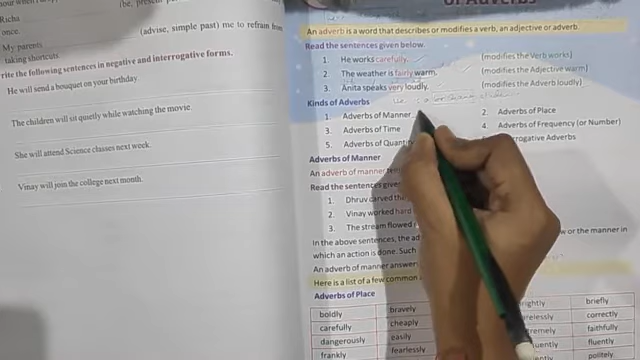 (be, present
Richa
once.
(advise, simple past) me to refrain from
My parents
taking shortcuts
rite the following sentences in negative and interrogative forms.
He will send a bouquet on your birthday.
The children will sit quietly while watching the movie.
She will attend Science classes next week.
Vinay will join the college next month.
of Adverbs
An adverb is a word that describes or modifies a verb, an adjective or adverb.
Read the sentences given below.
1. He works carefully. (modifies the Verb works)
2. The weather is fairly warm. (modifies the Adjective warm)
3. Anita speaks very loudly. (modifies the Adverb loudly)
Kinds of Adverbs
1 Adverbs of Manner 2. Adverbs of Place
3. Adverbs of Time 4. Adverbs of Frequency (or Number)
5. Adverbs of Quanti rrogative Adverbs
Adverbs of Manner
An adverb of manner
Read the sentences
1. Dhruv carved
2. Vinay worked hard
3. The stream flowed
w or the manner in
In the above sentences, the ad
which an action is done. Such
An adverb of manner answer
Here is a list of a few common
Adverbs of Place
boldly bravely briefly
carefully cheaply correctly
dangerously easily faithfully
frankly fearlessly fluently
politely